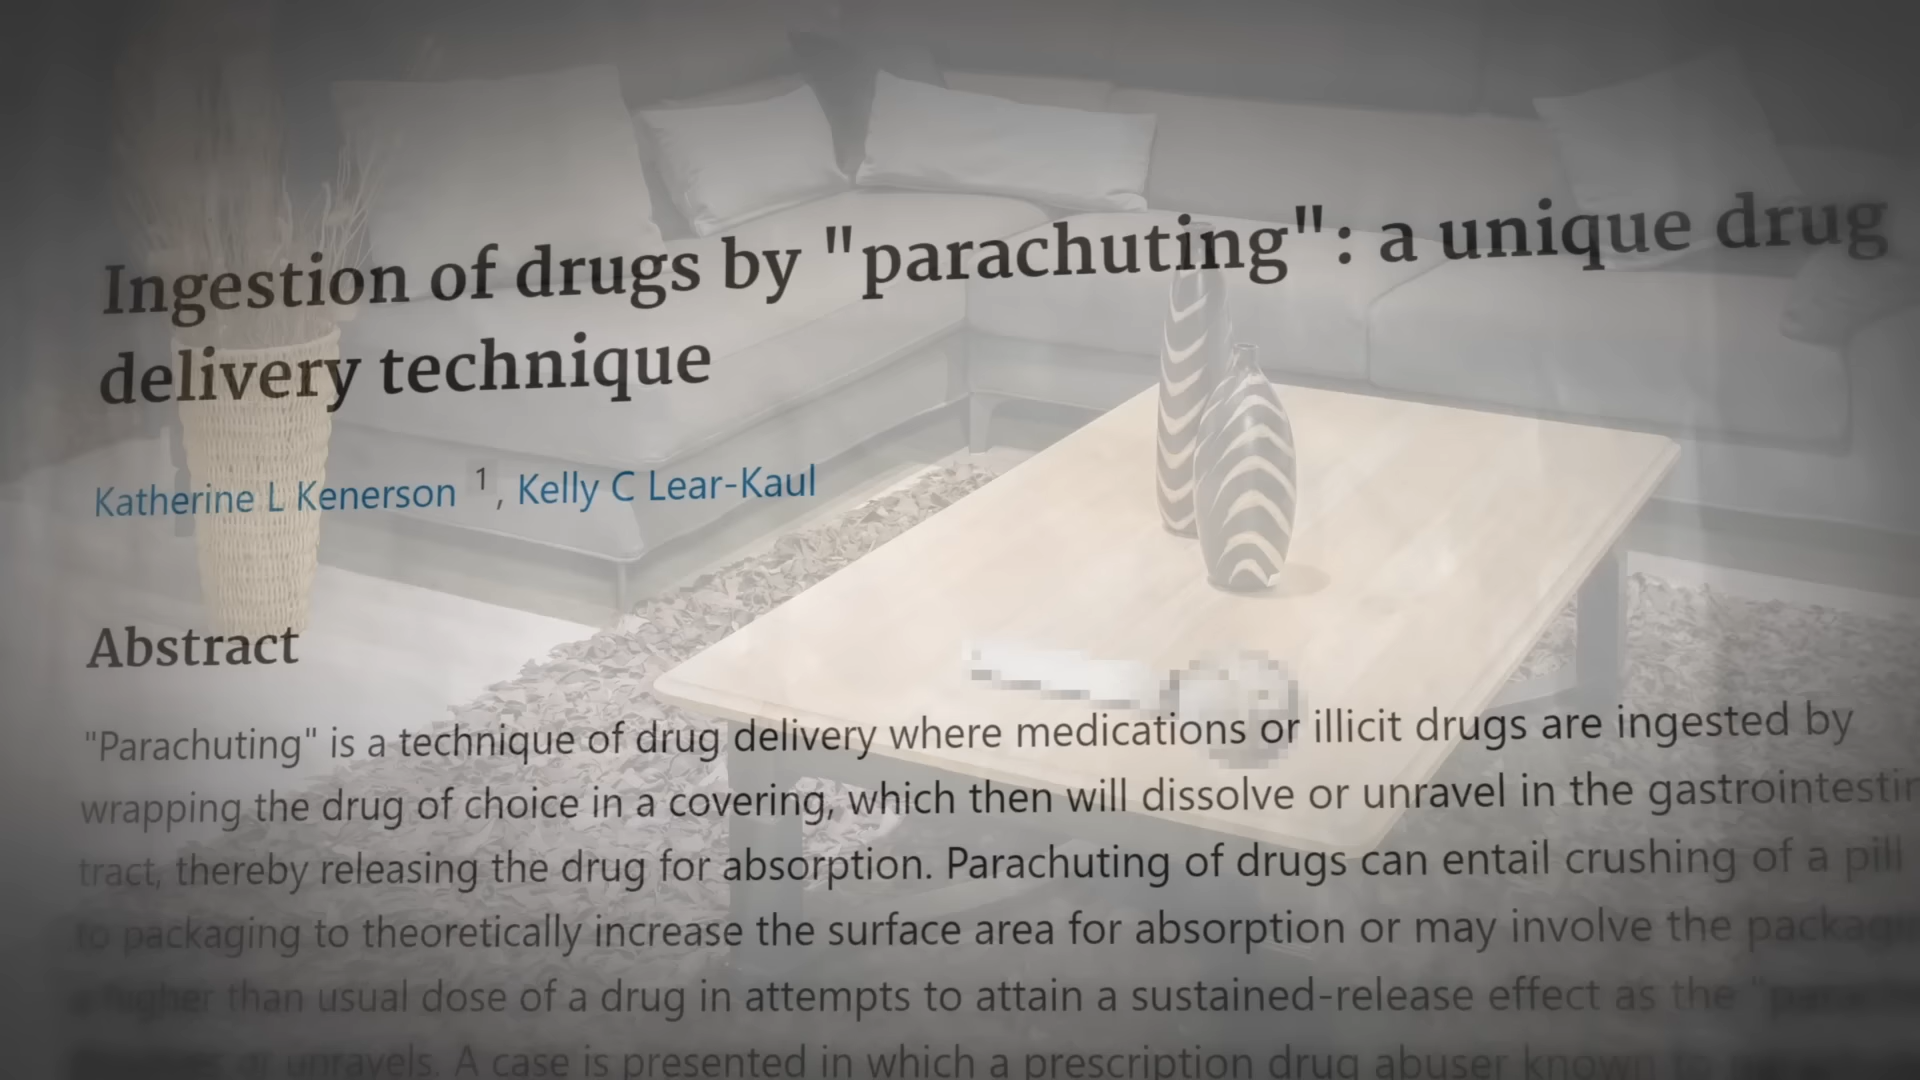 Ingestion of drugs by "parachuting": a unique drug
delivery technique
Katherine L Kenerson 1, Kelly C Lear-Kaul
Abstract
"Parachuting" is a technique of drug delivery where medications or illicit drugs are ingested by
wrapping the drug of choice in a covering, which then will dissolve or unravel in the
tract, thereby releasing the drug for absorption. Parachuting of drugs can entail crushing of a pill
to packaging to theoretically increase the surface area for absorption or may involve the
a higher than usual dose of a drug in attempts to attain a sustained-release effect as the
or unravels. A case is presented in which a prescription drug abuser known